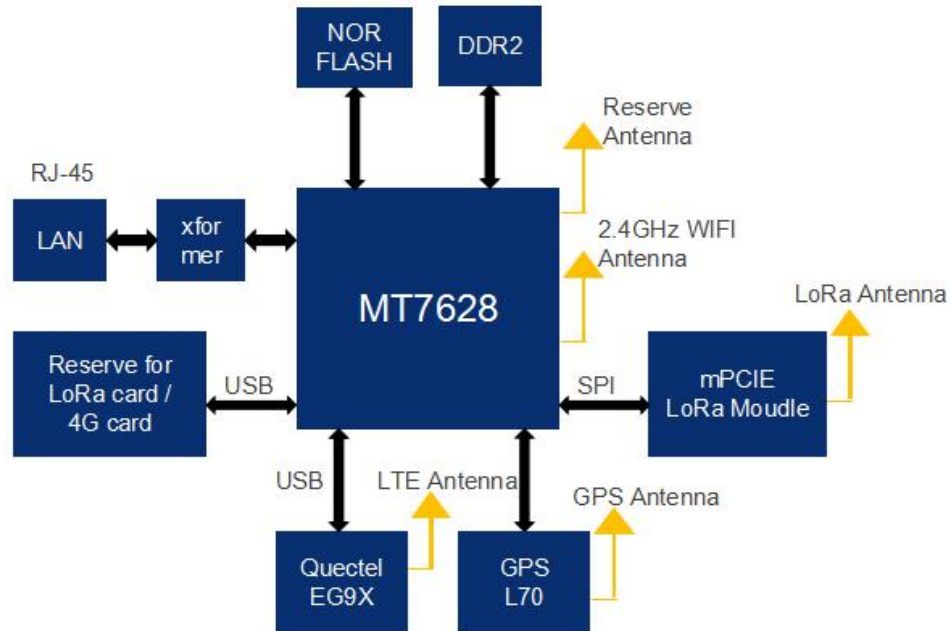 NOR
FLASH
DDR2
Reserve
Antenna
RJ-45
LAN
xfor
mer
2.4GHz WIFI
Antenna
MT7628
LoRa Antenna
Reserve for
LoRa card /
4G card
USB
SPI
mPCIE
LoRa Moudle
USB
LTE Antenna
GPS Antenna
Quectel
EG9X
GPS
L70